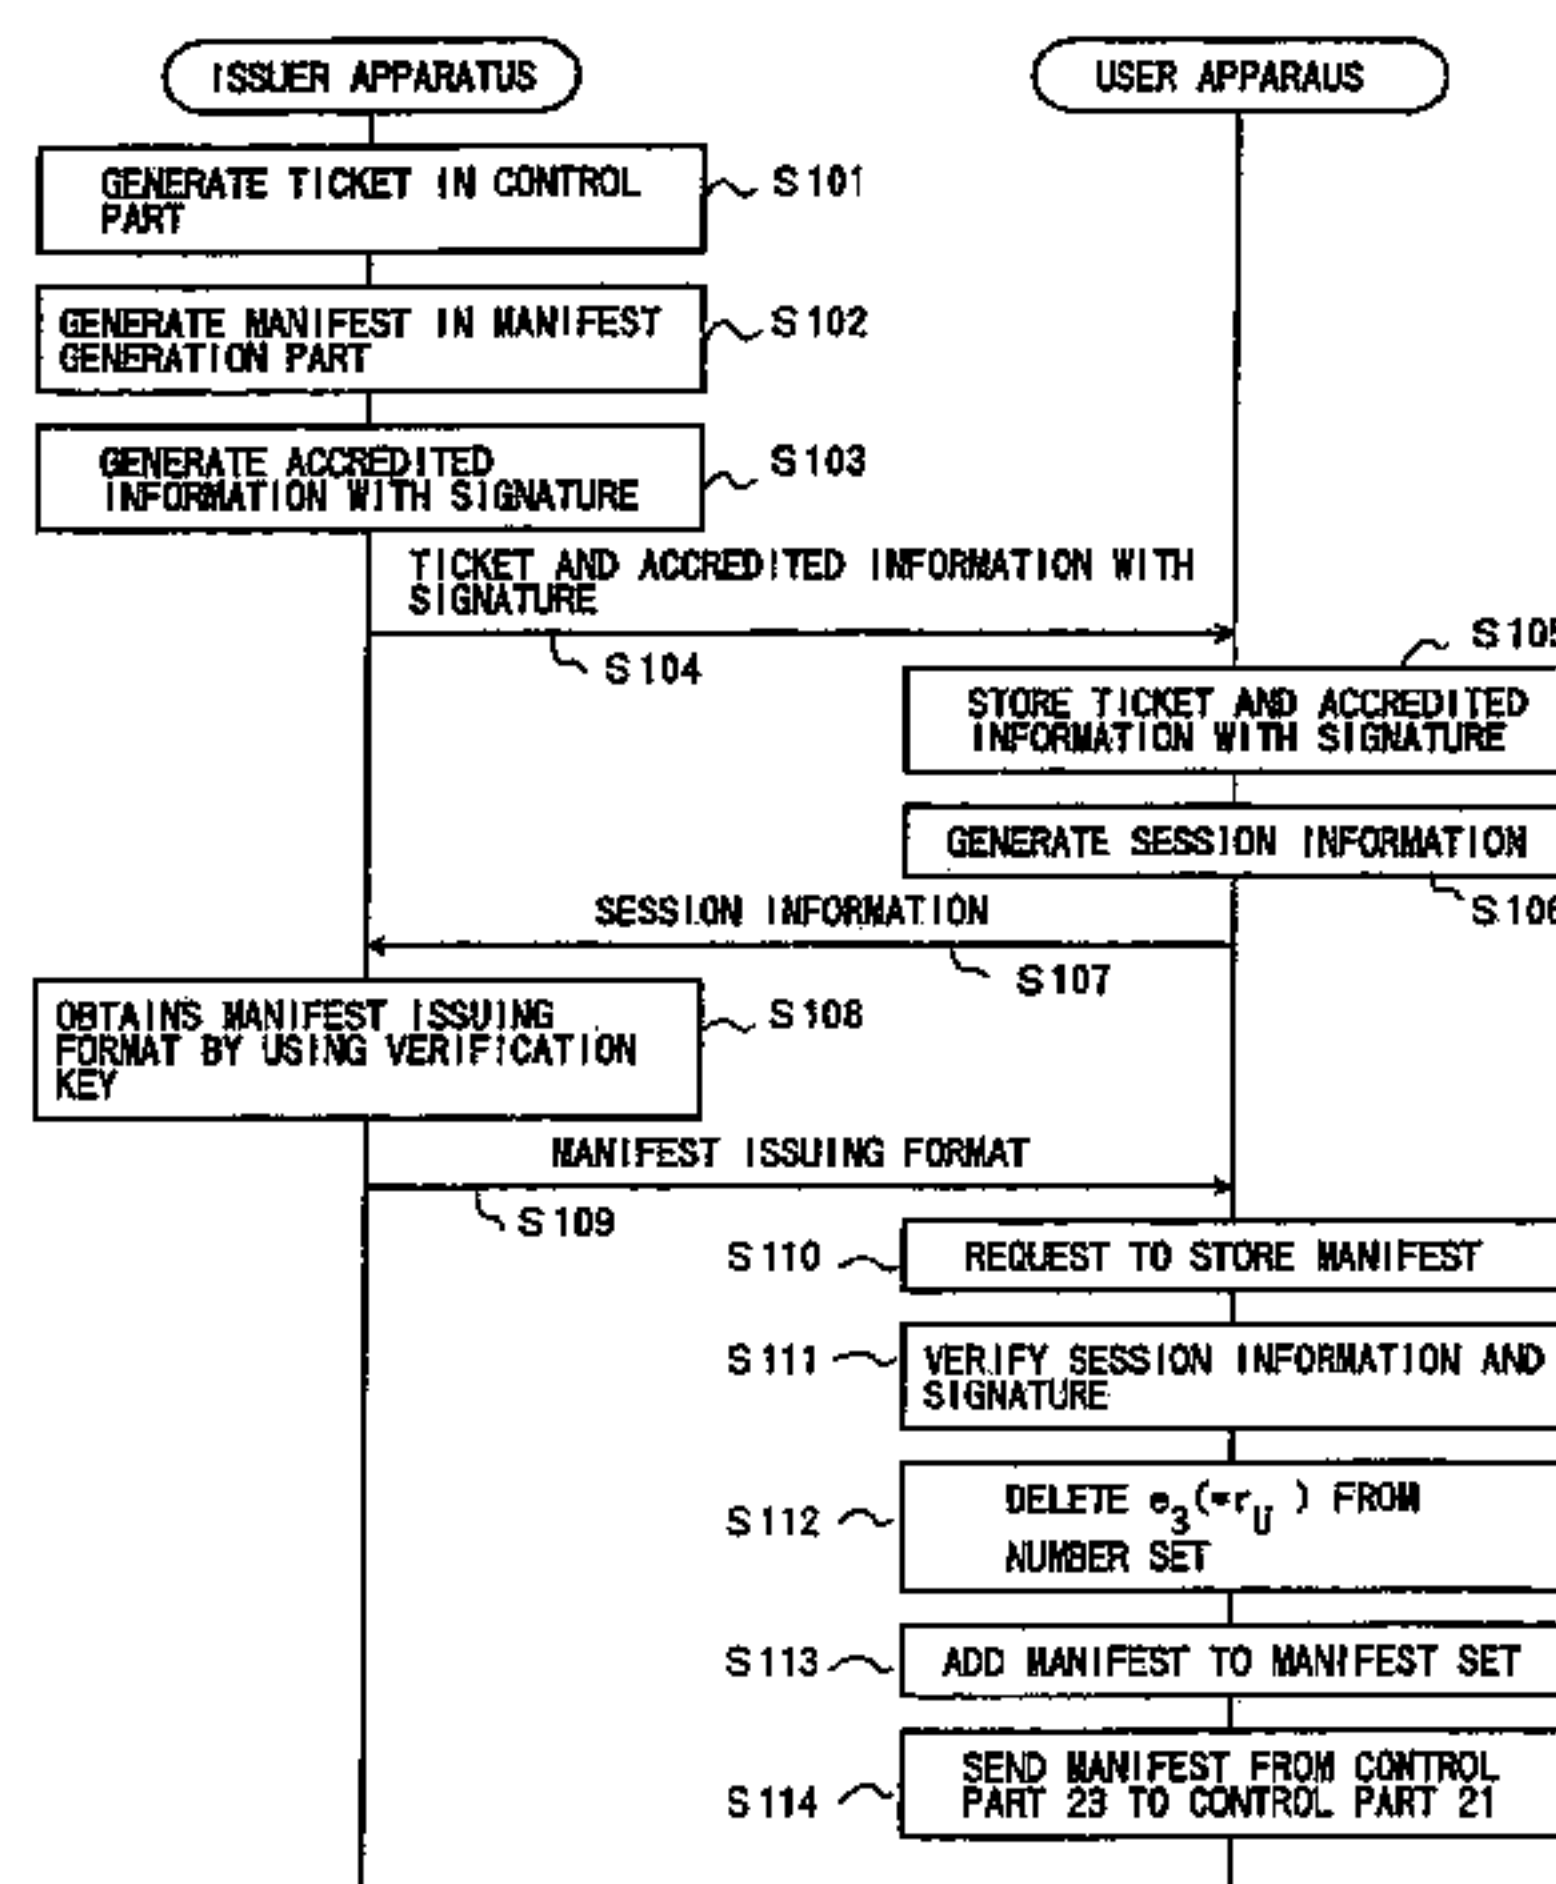 ISSUER APPARATUS
USER APPARAUS
GENERATE TICKET IN CONTROL
PART
S101
GENERATE MANIFEST IN MANIFEST
GENERATION PART
S102
GENERATE ACCREDITED
INFORMATION WITH SIGNATURE
S103
TICKET AND ACCREDITED INFORMATION WITH
SIGNATURE
S104
S105
STORE TICKET AND ACCREDITED
INFORMATION WITH SIGNATURE
GENERATE SESSION INFORMATION
S106
SESSION INFORMATION
S107
OBTAINS MANIFEST ISSUING
FORMAT BY USING VERIFICATION
KEY
S108
MANIFEST ISSUING FORMAT
S109
S110
REQUEST TO STORE MANIFEST
S111
VERIFY SESSION INFORMATION AND
SIGNATURE
S112
DELETE e3(=rU ) FROM
NUMBER SET
S113
ADD MANIFEST TO MANIFEST SET
S114
SEND MANIFEST FROM CONTROL
PART 23 TO CONTROL PART 21